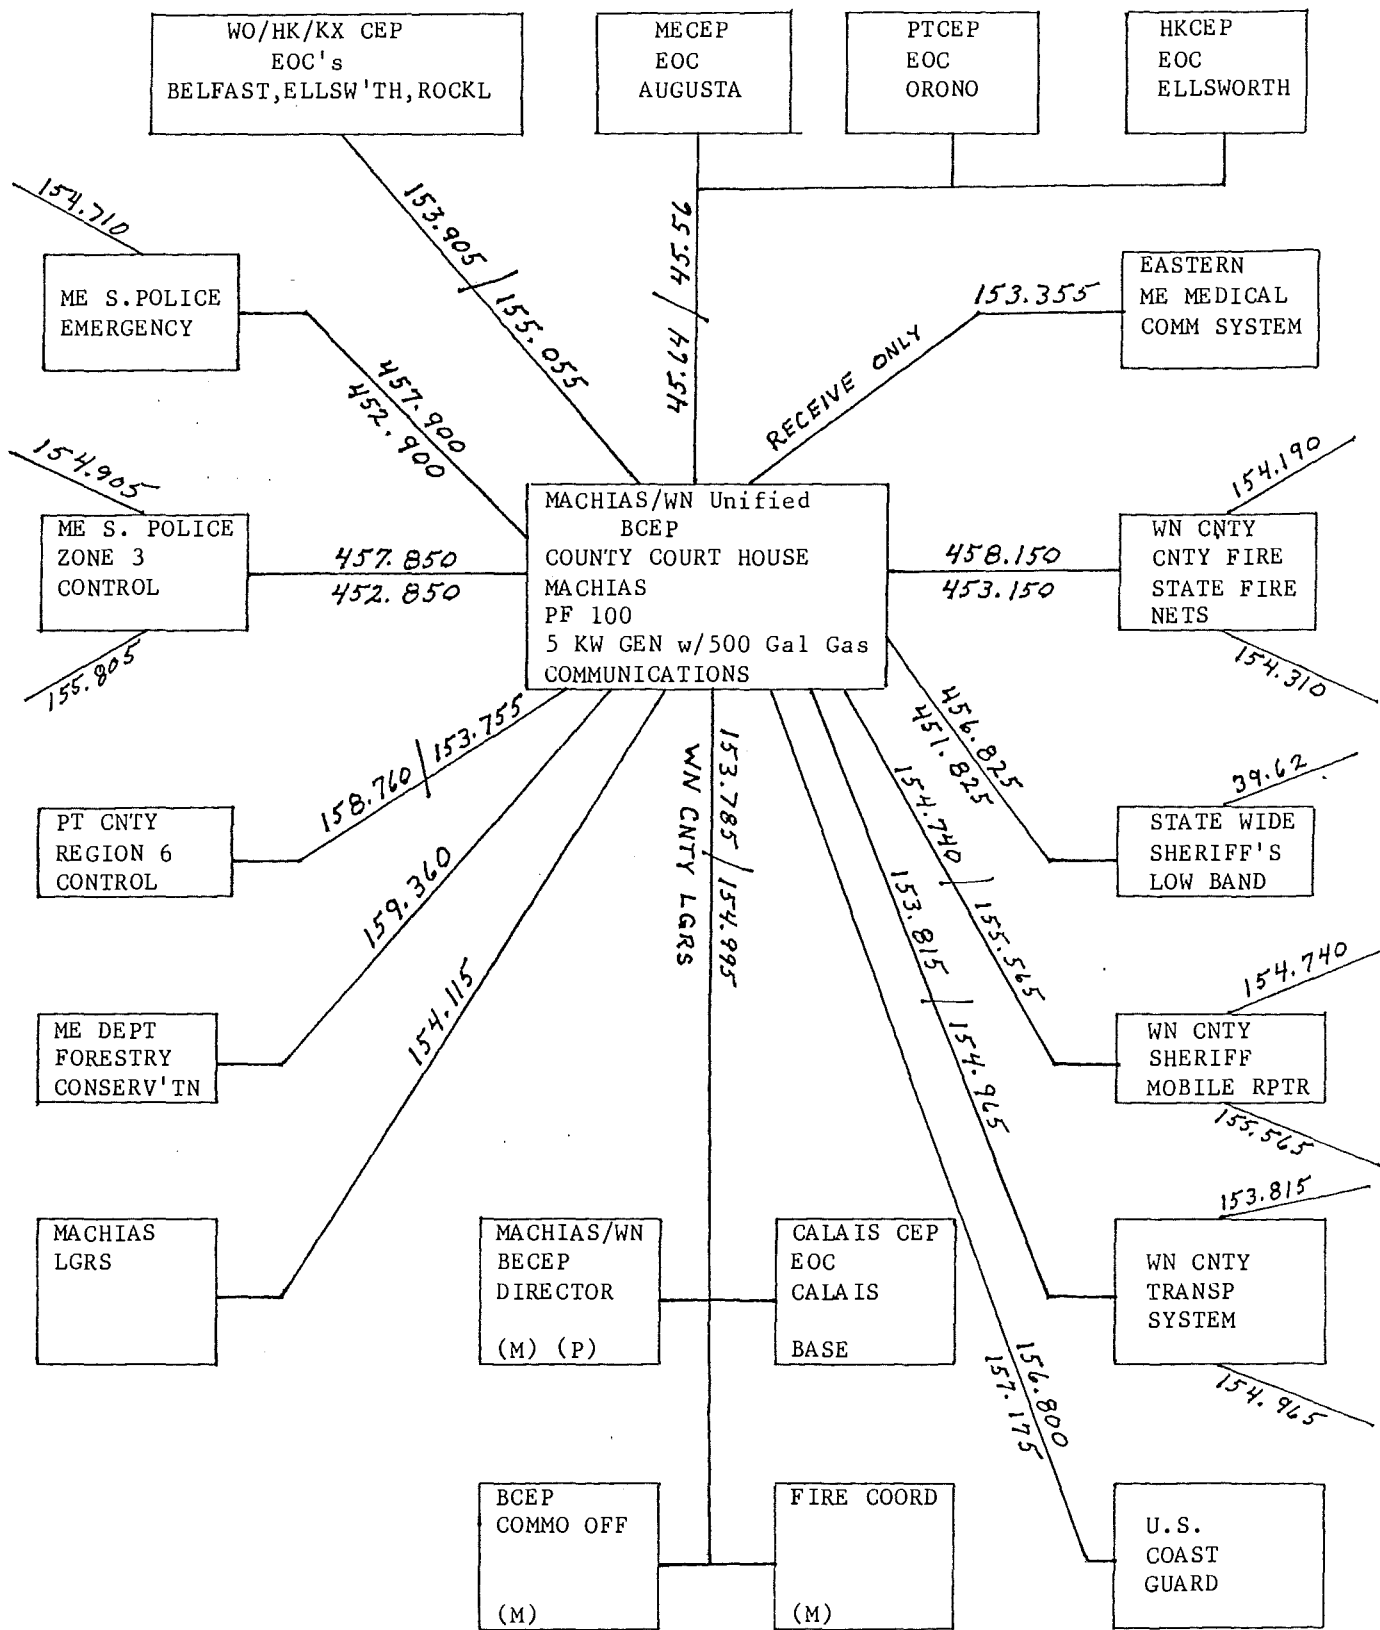 WO/HK/KX CEP
EOC's
BELFAST,ELLSW'TH,ROCKL
MECEP
EOC
AUGUSTA
PTCEP
EOC
ORONO
HKCEP
EOC
ELLSWORTH
154.710
ME S.POLICE
EMERGENCY
457.900
452.900
153.905 / 155.055
45.64 / 45.56
RECEIVE ONLY
153.355
EASTERN
ME MEDICAL
COMM SYSTEM
154.905
ME S. POLICE
ZONE 3
CONTROL
155.805
457.850
452.850
MACHIAS/WN Unified
BCEP
COUNTY COURT HOUSE
MACHIAS
PF 100
5 KW GEN w/500 Gal Gas
COMMUNICATIONS
458.150
453.150
154.190
WN CNTY
CNTY FIRE
STATE FIRE
NETS
154.310
158.760 / 153.755
PT CNTY
REGION 6
CONTROL
159.360
ME DEPT
FORESTRY
CONSERV'TN
154.115
MACHIAS
LGRS
153.785 / 154.995
WN CNTY LGRS
456.825
451.825
39.62
STATE WIDE
SHERIFF'S
LOW BAND
154.740 / 155.565
154.740
WN CNTY
SHERIFF
MOBILE RPTR
155.565
153.815 / 154.965
153.815
WN CNTY
TRANSP
SYSTEM
154.965
MACHIAS/WN
BECEP
DIRECTOR
(M) (P)
CALAIS CEP
EOC
CALAIS
BASE
156.800
157.175
BCEP
COMMO OFF
(M)
FIRE COORD
(M)
U.S.
COAST
GUARD